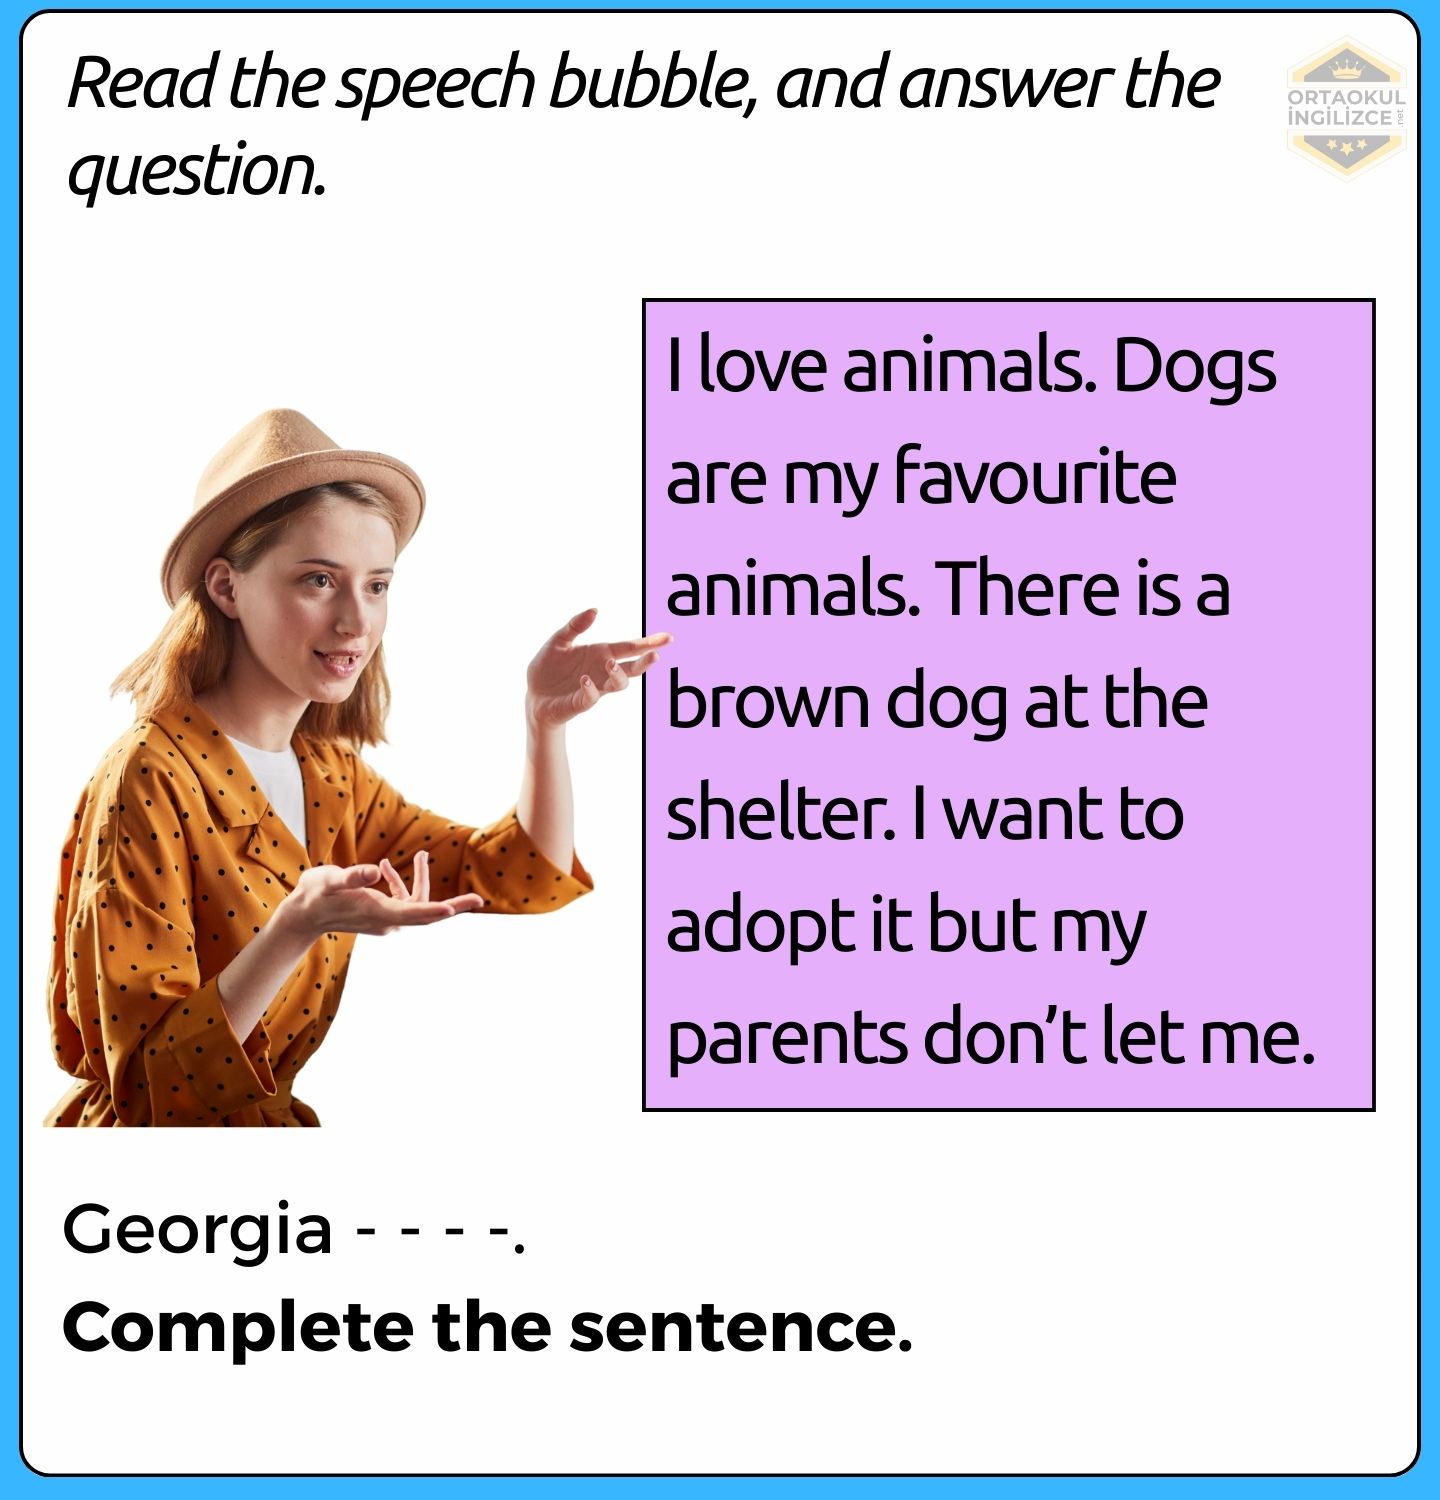 Read the speech bubble, and answer the
question.
ORTAOKUL
İNGİLİZCE .net
I love animals. Dogs
are my favourite
animals. There is a
brown dog at the
shelter. I want to
adopt it but my
parents don’t let me.
Georgia - - - -.
Complete the sentence.